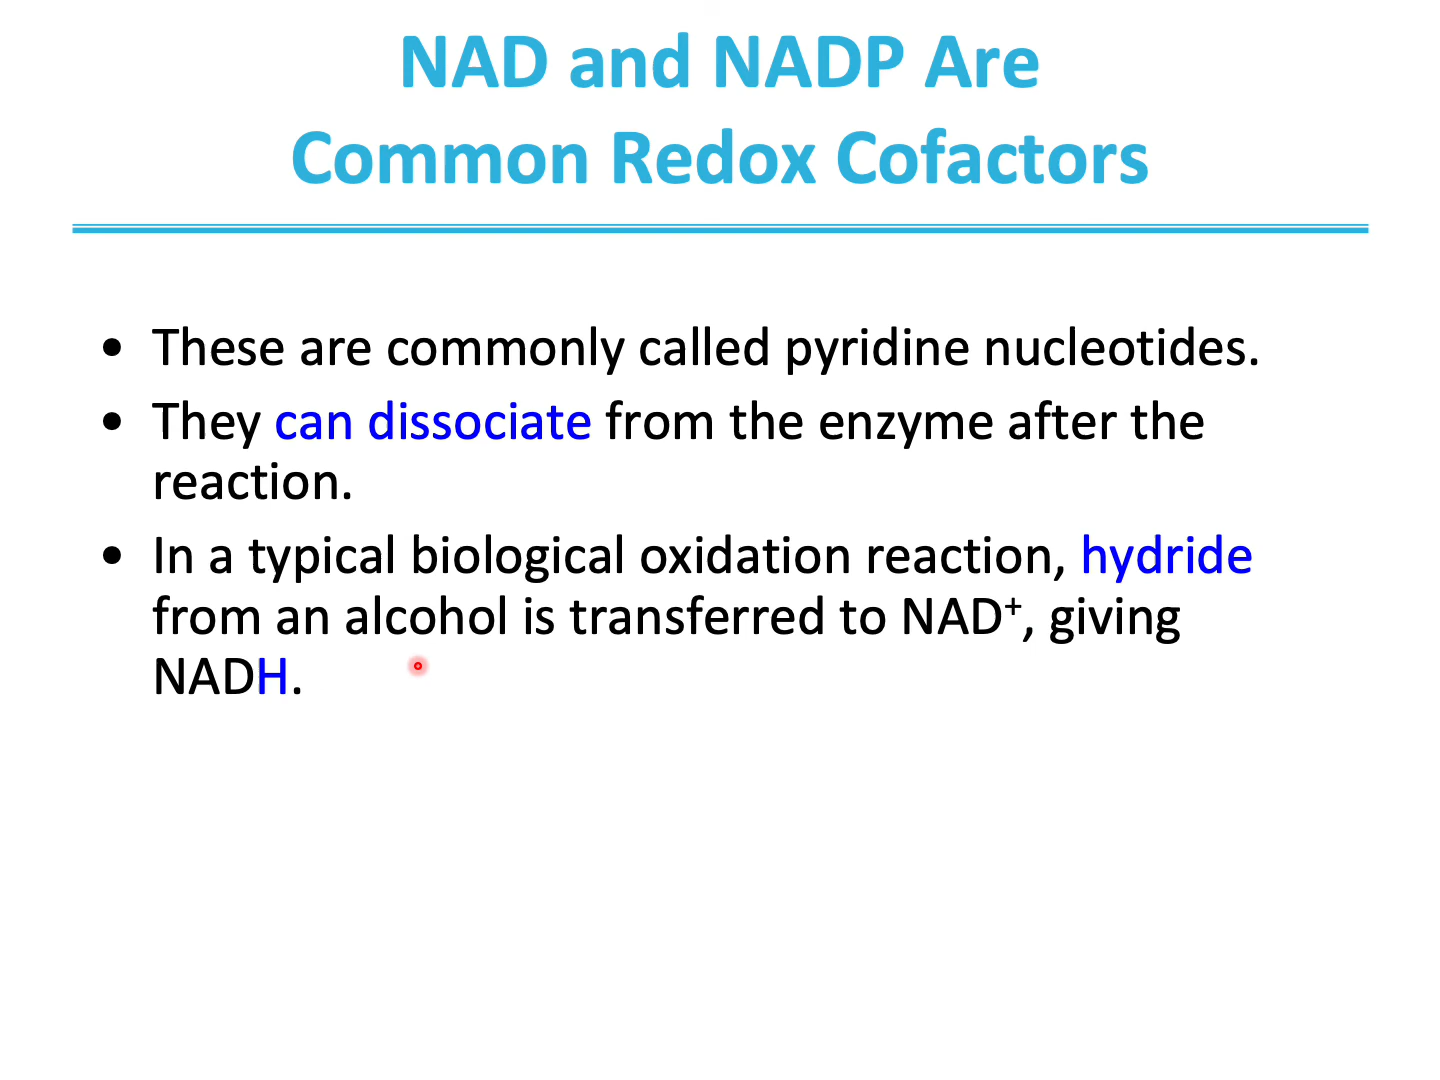 NAD and NADP Are
Common Redox Cofactors
• These are commonly called pyridine nucleotides.
• They can dissociate from the enzyme after the
reaction.
• In a typical biological oxidation reaction, hydride
from an alcohol is transferred to NAD⁺, giving
NADH.